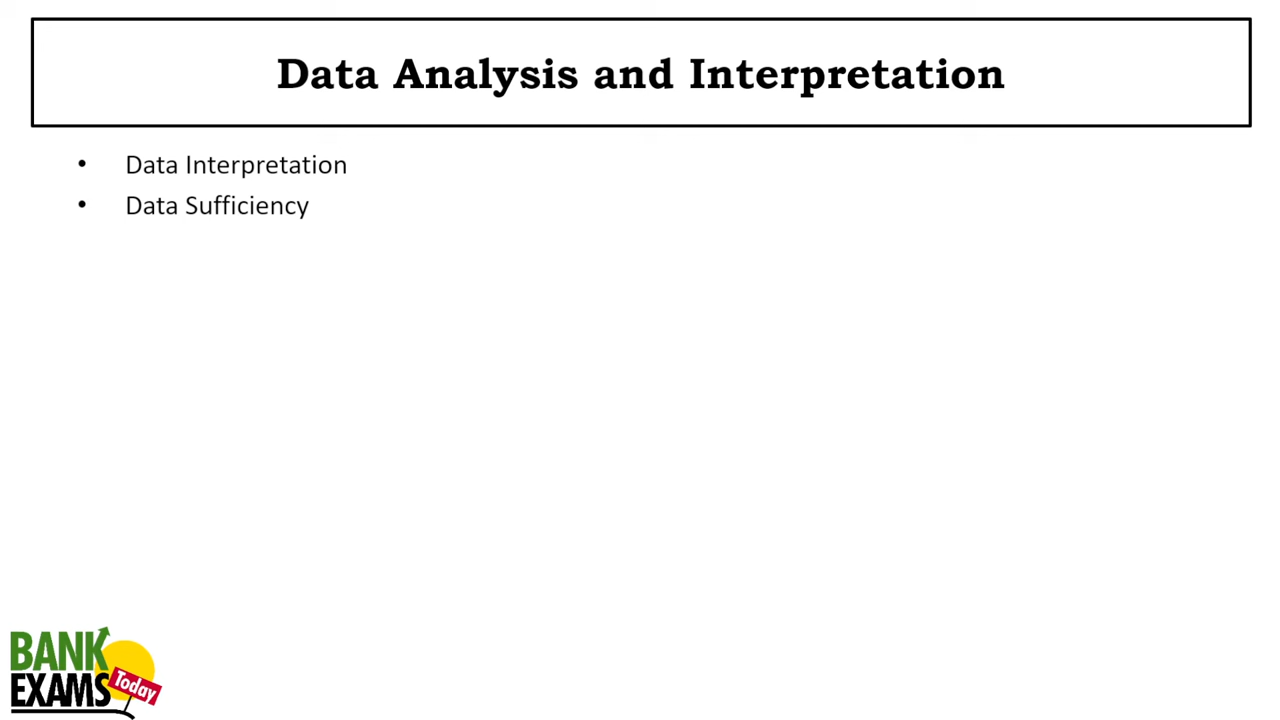 Data Analysis and Interpretation
• Data Interpretation
• Data Sufficiency
BANK
EXAMS
Today